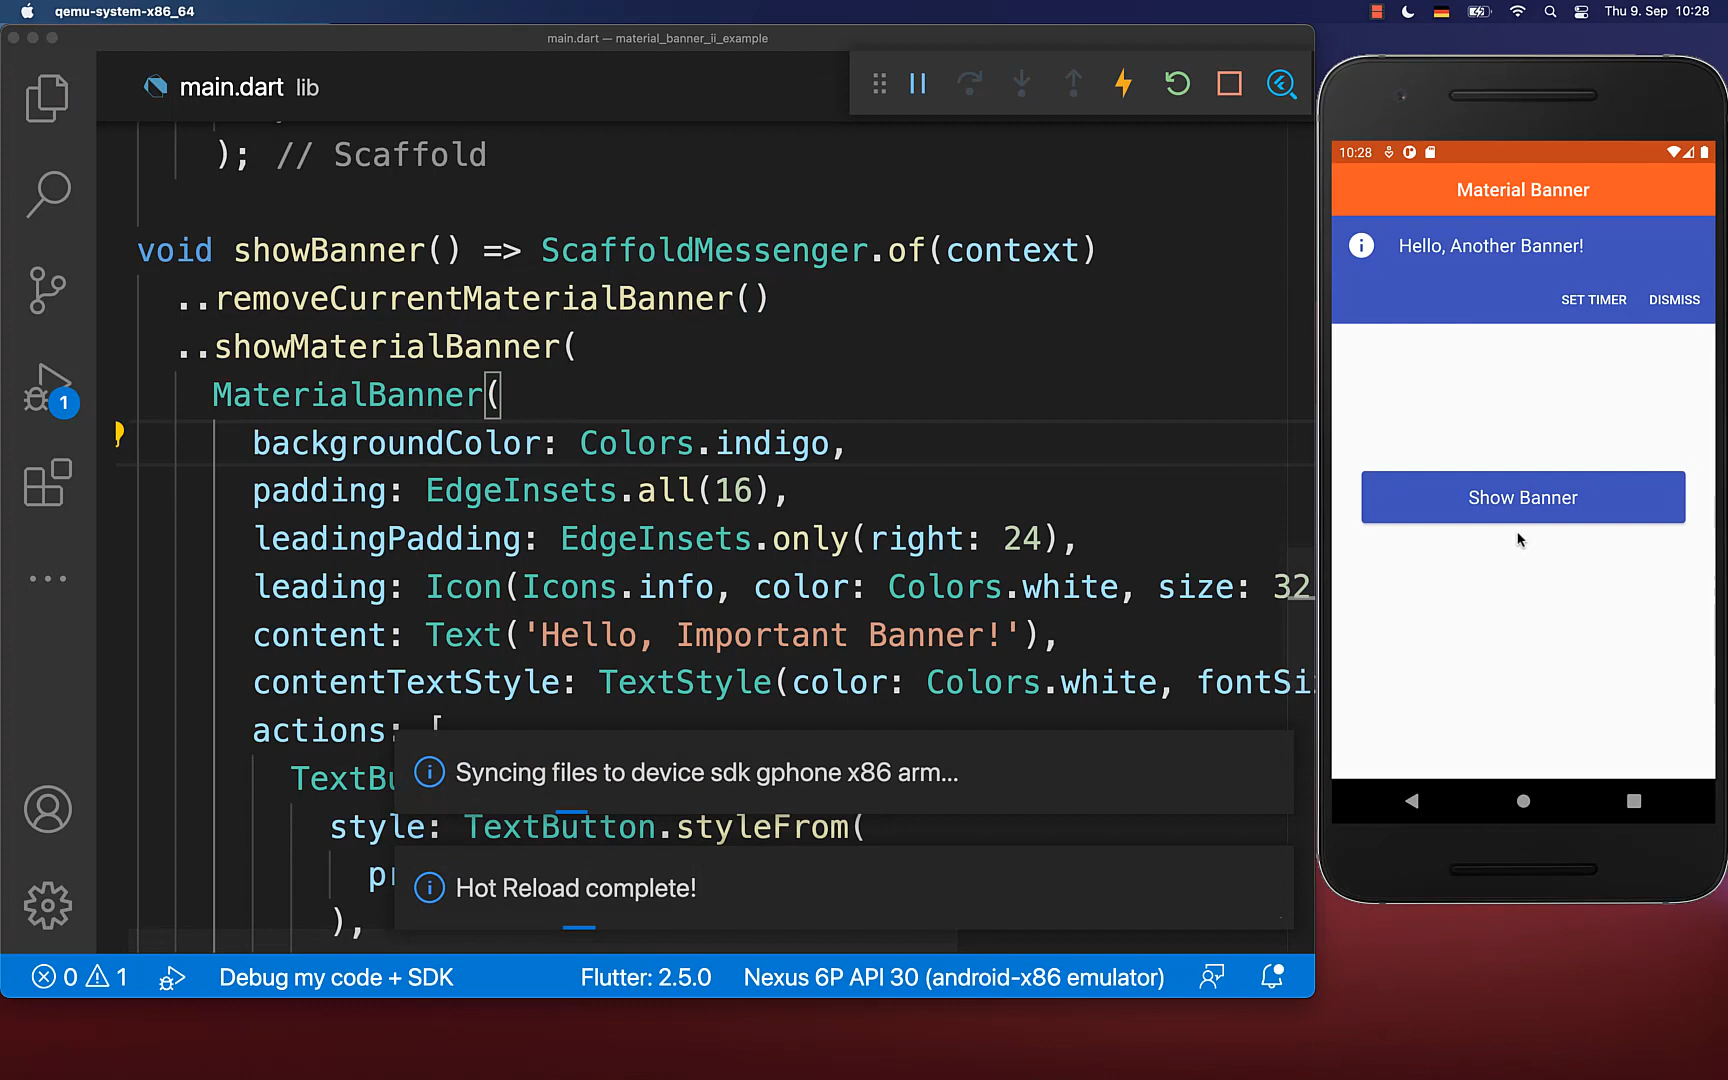 qemu-system-x86_64
Thu 9. Sep 10:28
main.dart — material_banner_ii_example
main.dart lib
); // Scaffold
void showBanner() => ScaffoldMessenger.of(context)
..removeCurrentMaterialBanner()
..showMaterialBanner(
MaterialBanner(
backgroundColor: Colors.indigo,
padding: EdgeInsets.all(16),
leadingPadding: EdgeInsets.only(right: 24),
leading: Icon(Icons.info, color: Colors.white, size: 32
content: Text('Hello, Important Banner!'),
contentTextStyle: TextStyle(color: Colors.white, fontSi
actions: [
TextBu
style: TextButton.styleFrom(
pr
),
Syncing files to device sdk gphone x86 arm...
Hot Reload complete!
1
0 1 Debug my code + SDK Flutter: 2.5.0 Nexus 6P API 30 (android-x86 emulator)
10:28
Material Banner
Hello, Another Banner!
SET TIMER DISMISS
Show Banner